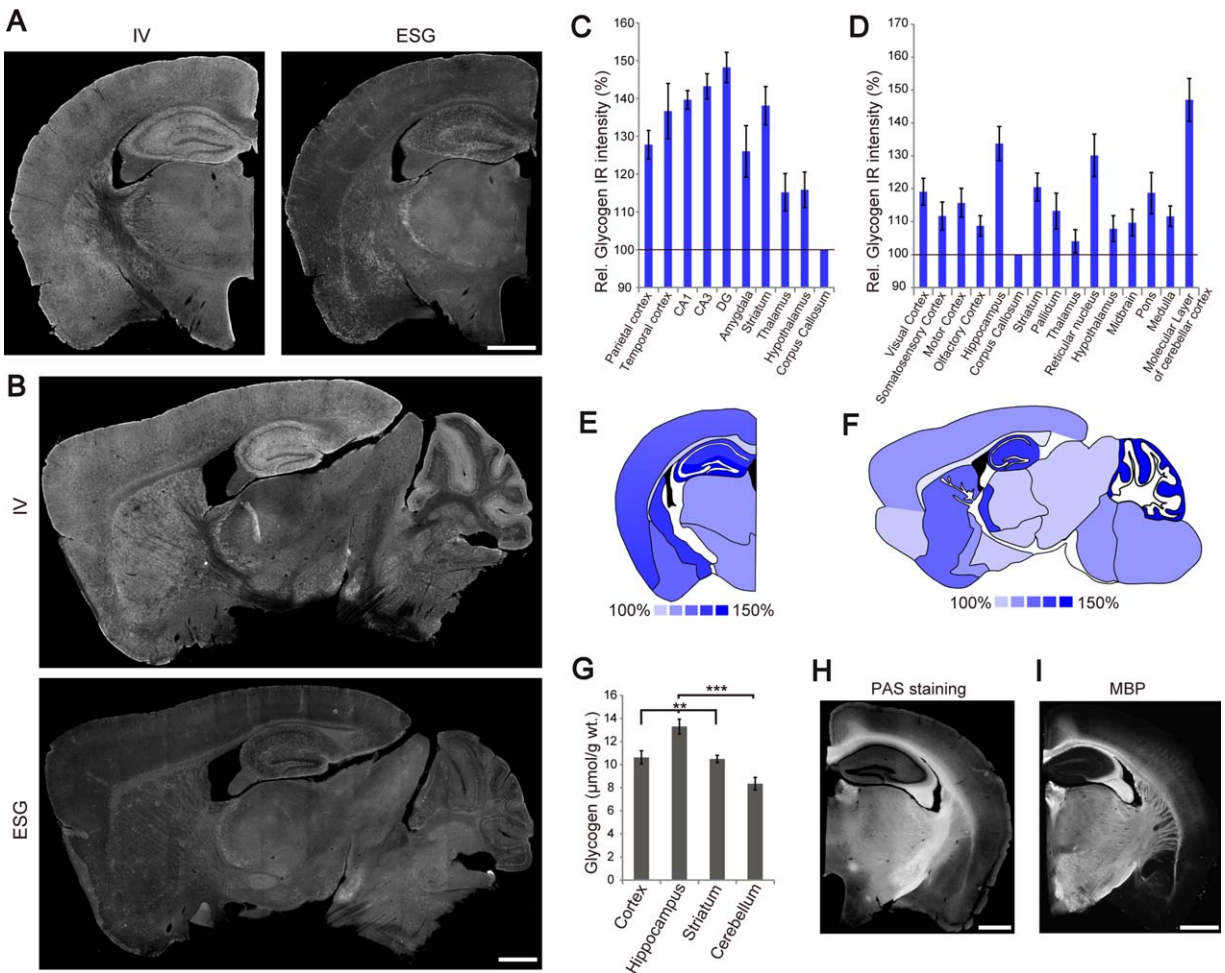 A
IV
ESG
B
IV
ESG
C
Rel. Glycogen IR intensity (%)
160
150
140
130
120
110
100
90
Parietal cortex
Temporal cortex
CA1
CA3
DG
Amygdala
Striatum
Thalamus
Hypothalamus
Corpus Callosum
D
Rel. Glycogen IR intensity (%)
170
160
150
140
130
120
110
100
90
Visual Cortex
Somatosensory Cortex
Motor Cortex
Olfactory Cortex
Hippocampus
Corpus Callosum
Striatum
Pallidum
Thalamus
Reticular nucleus
Hypothalamus
Midbrain
Pons
Medulla
Molecular Layer
of cerebellar cortex
E
100% 150%
F
100% 150%
G
Glycogen (μmol/g wt.)
16
14
12
10
8
6
4
2
0
**
***
Cortex
Hippocampus
Striatum
Cerebellum
H
PAS staining
I
MBP